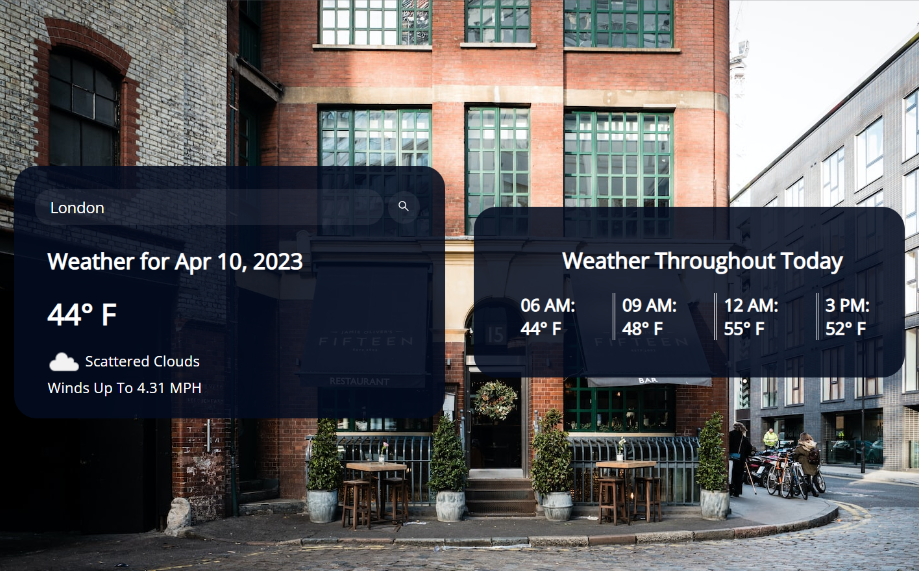 London
Weather for Apr 10, 2023
44° F
Scattered Clouds
Winds Up To 4.31 MPH
Weather Throughout Today
06 AM:
44° F
09 AM:
48° F
12 AM:
55° F
3 PM:
52° F
FIFTEEN
RESTAURANT
15
FIFTEEN
BAR